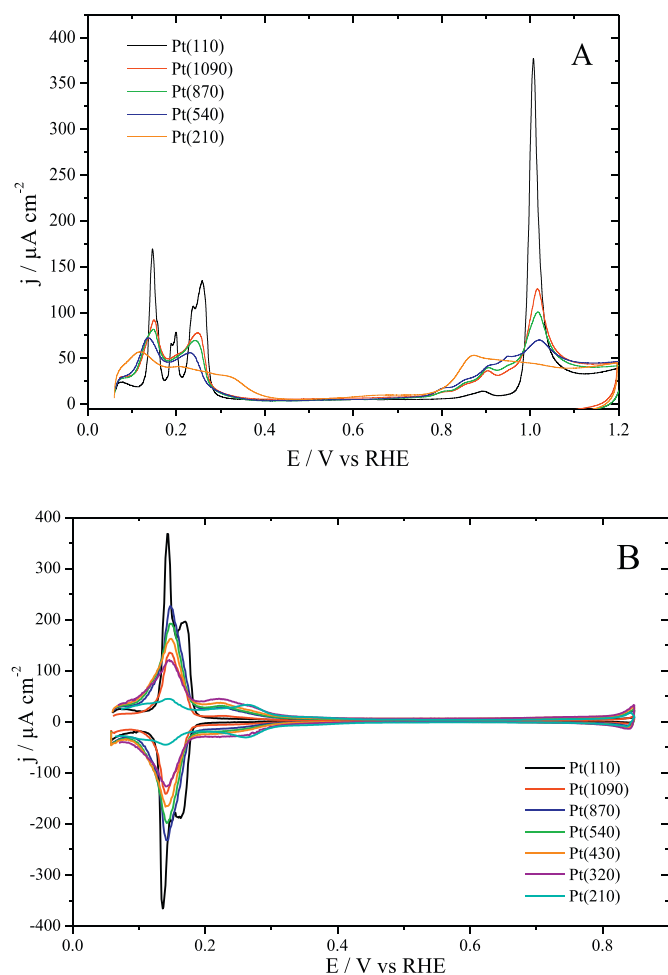 400
350
300
250
200
150
100
50
0
j / µA cm-2
Pt(110)
Pt(1090)
Pt(870)
Pt(540)
Pt(210)
A
0.0 0.2 0.4 0.6 0.8 1.0 1.2
E / V vs RHE
400
300
200
100
0
-100
-200
-300
-400
j / µA cm-2
B
Pt(110)
Pt(1090)
Pt(870)
Pt(540)
Pt(430)
Pt(320)
Pt(210)
0.0 0.2 0.4 0.6 0.8
E / V vs RHE